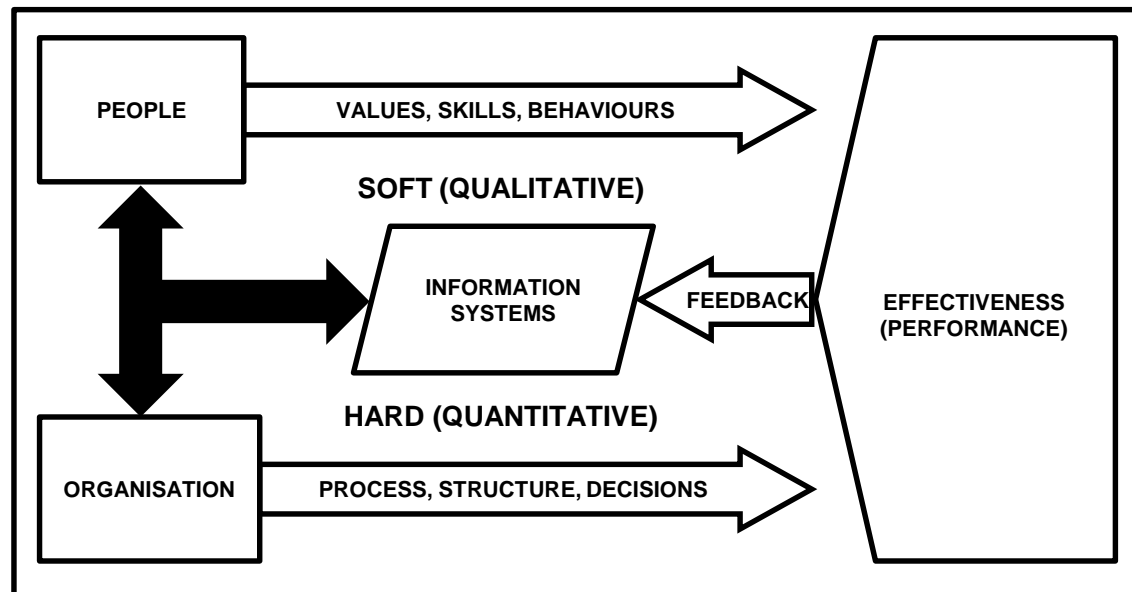 PEOPLE
VALUES, SKILLS, BEHAVIOURS
SOFT (QUALITATIVE)
INFORMATION
SYSTEMS
FEEDBACK
EFFECTIVENESS
(PERFORMANCE)
HARD (QUANTITATIVE)
ORGANISATION
PROCESS, STRUCTURE, DECISIONS